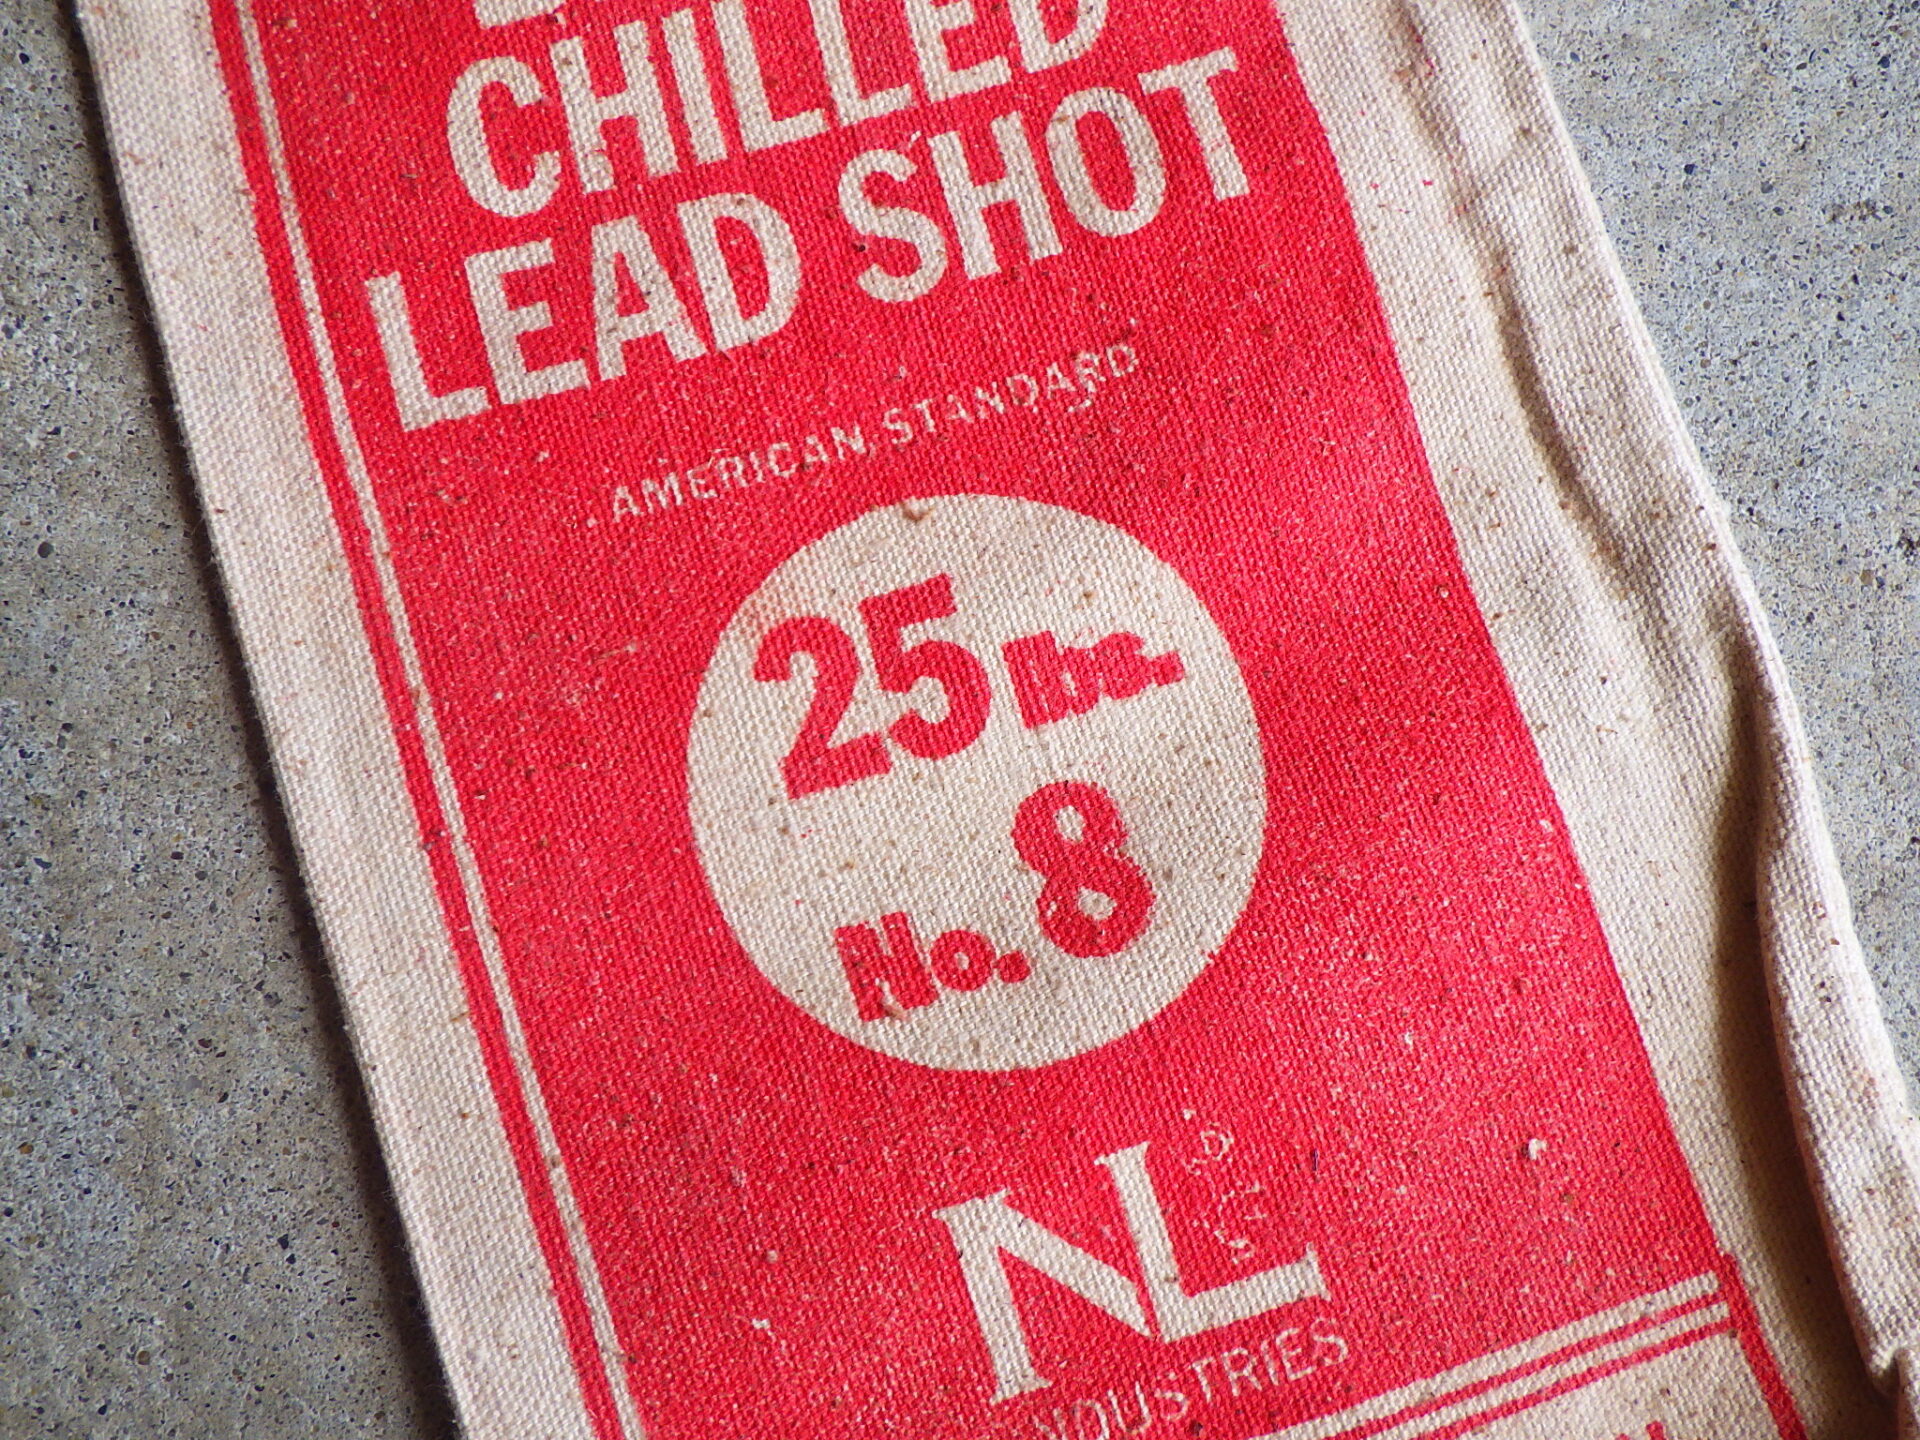 CHILLED
LEAD SHOT
AMERICAN STANDARD
25 lbs.
No. 8
NL
INDUSTRIES